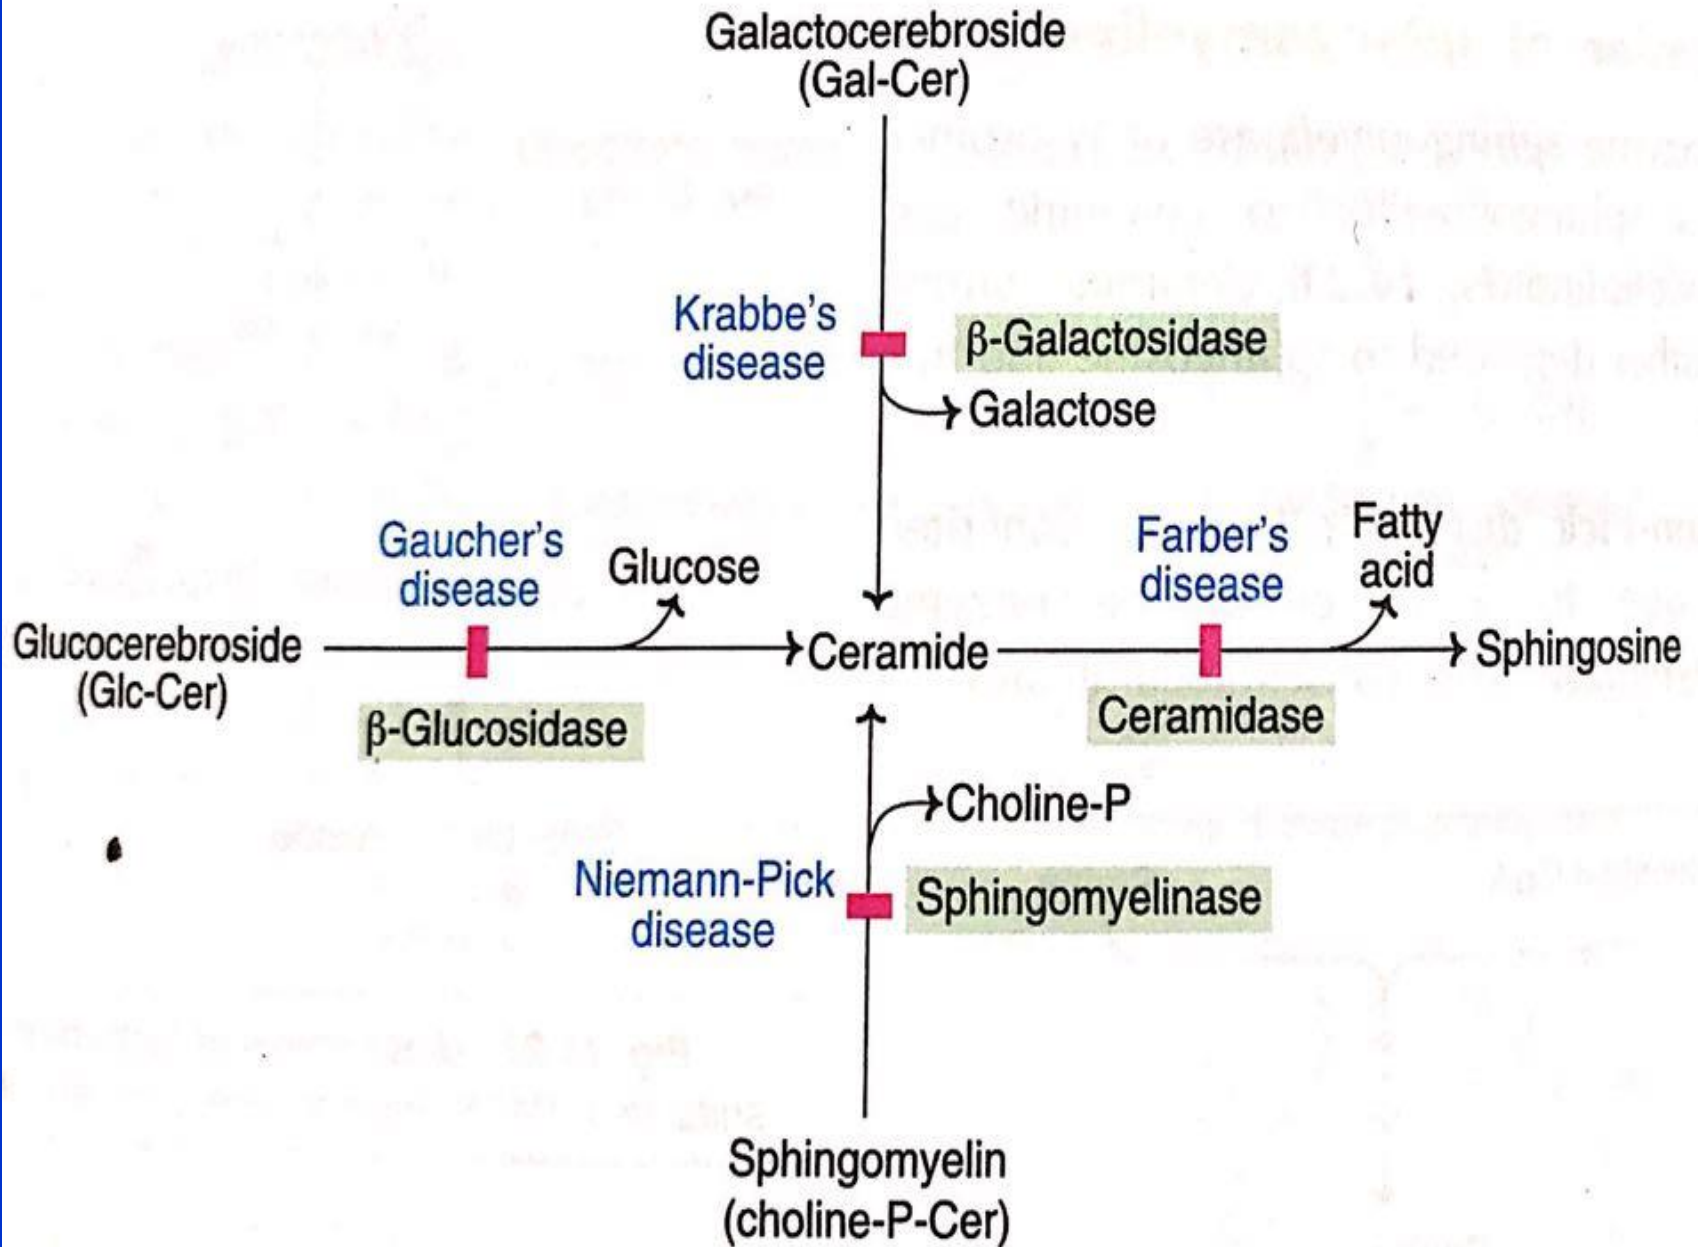 Galactocerebroside
(Gal-Cer)
Krabbe's
disease
β-Galactosidase
Galactose
Gaucher's
disease
Glucose
Farber's
disease
Fatty
acid
Glucocerebroside
(Glc-Cer)
Ceramide
Sphingosine
β-Glucosidase
Ceramidase
Choline-P
Niemann-Pick
disease
Sphingomyelinase
Sphingomyelin
(choline-P-Cer)